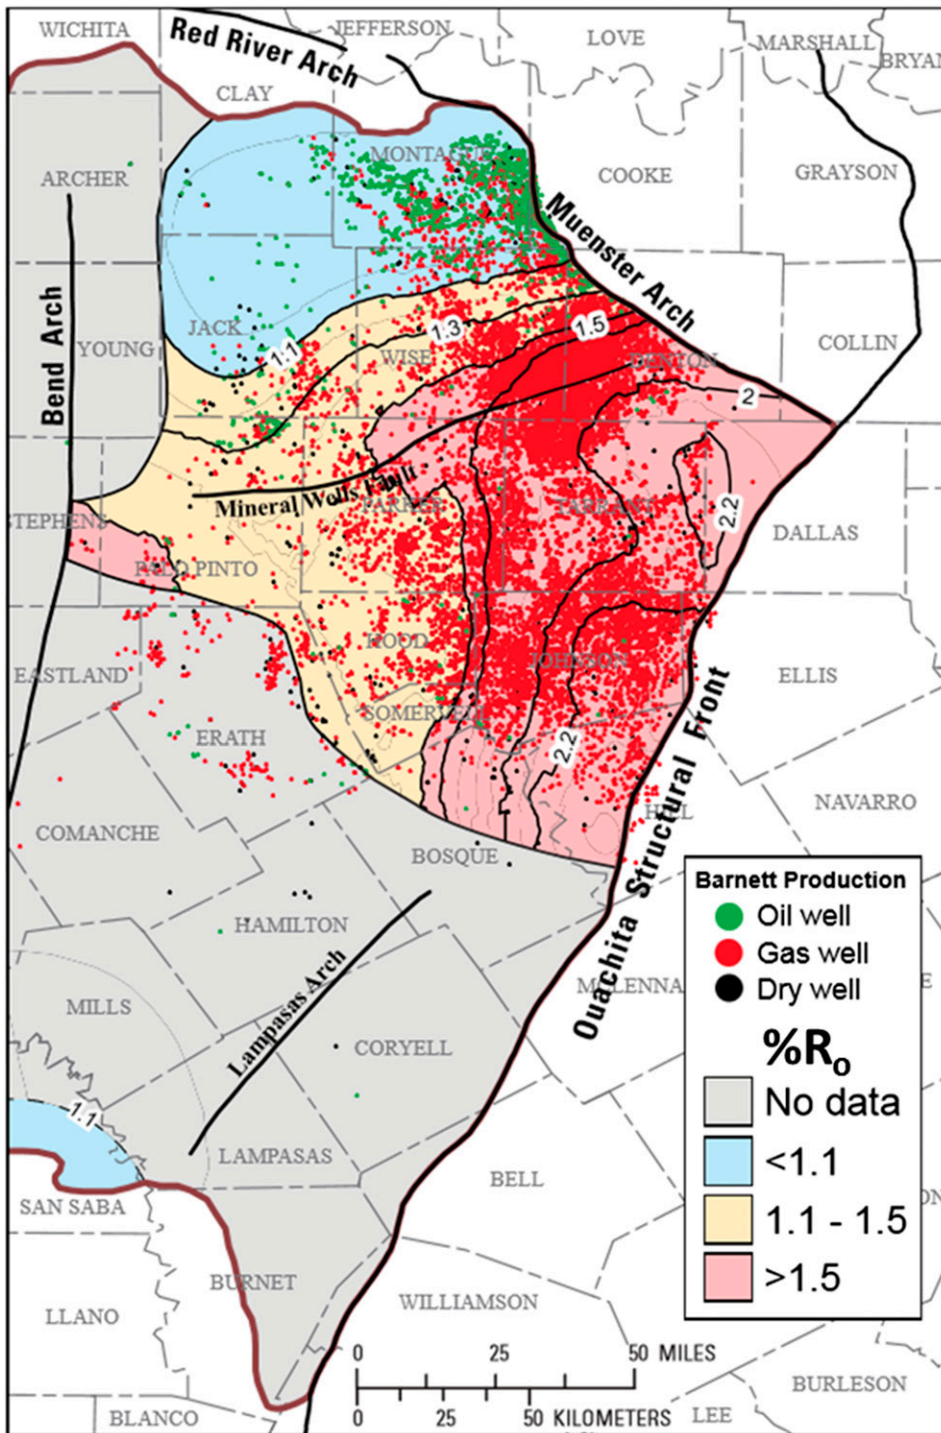 WICHITA
Red River Arch
JEFFERSON
LOVE
MARSHALL
BRYAN
CLAY
MONTAGUE
ARCHER
COOKE
GRAYSON
Muenster Arch
Bend Arch
YOUNG
JACK
1.1
1.3
1.5
WISE
DENTON
COLLIN
2
Mineral Wells Fault
PARKER
TARRANT
2.2
DALLAS
STEPHENS
PALO PINTO
HOOD
JOHNSON
ELLIS
EASTLAND
SOMERVELL
ERATH
2.2
Ouachita Structural Front
NAVARRO
HILL
COMANCHE
BOSQUE
HAMILTON
Lampasas Arch
MILLS
MCLENNA
CORYELL
1.1
LAMPASAS
BELL
SAN SABA
BURNET
LLANO
WILLIAMSON
BURLESON
BLANCO
LEE
Barnett Production
Oil well
Gas well
Dry well
%Ro
No data
<1.1
1.1 - 1.5
>1.5
0 25 50 MILES
0 25 50 KILOMETERS